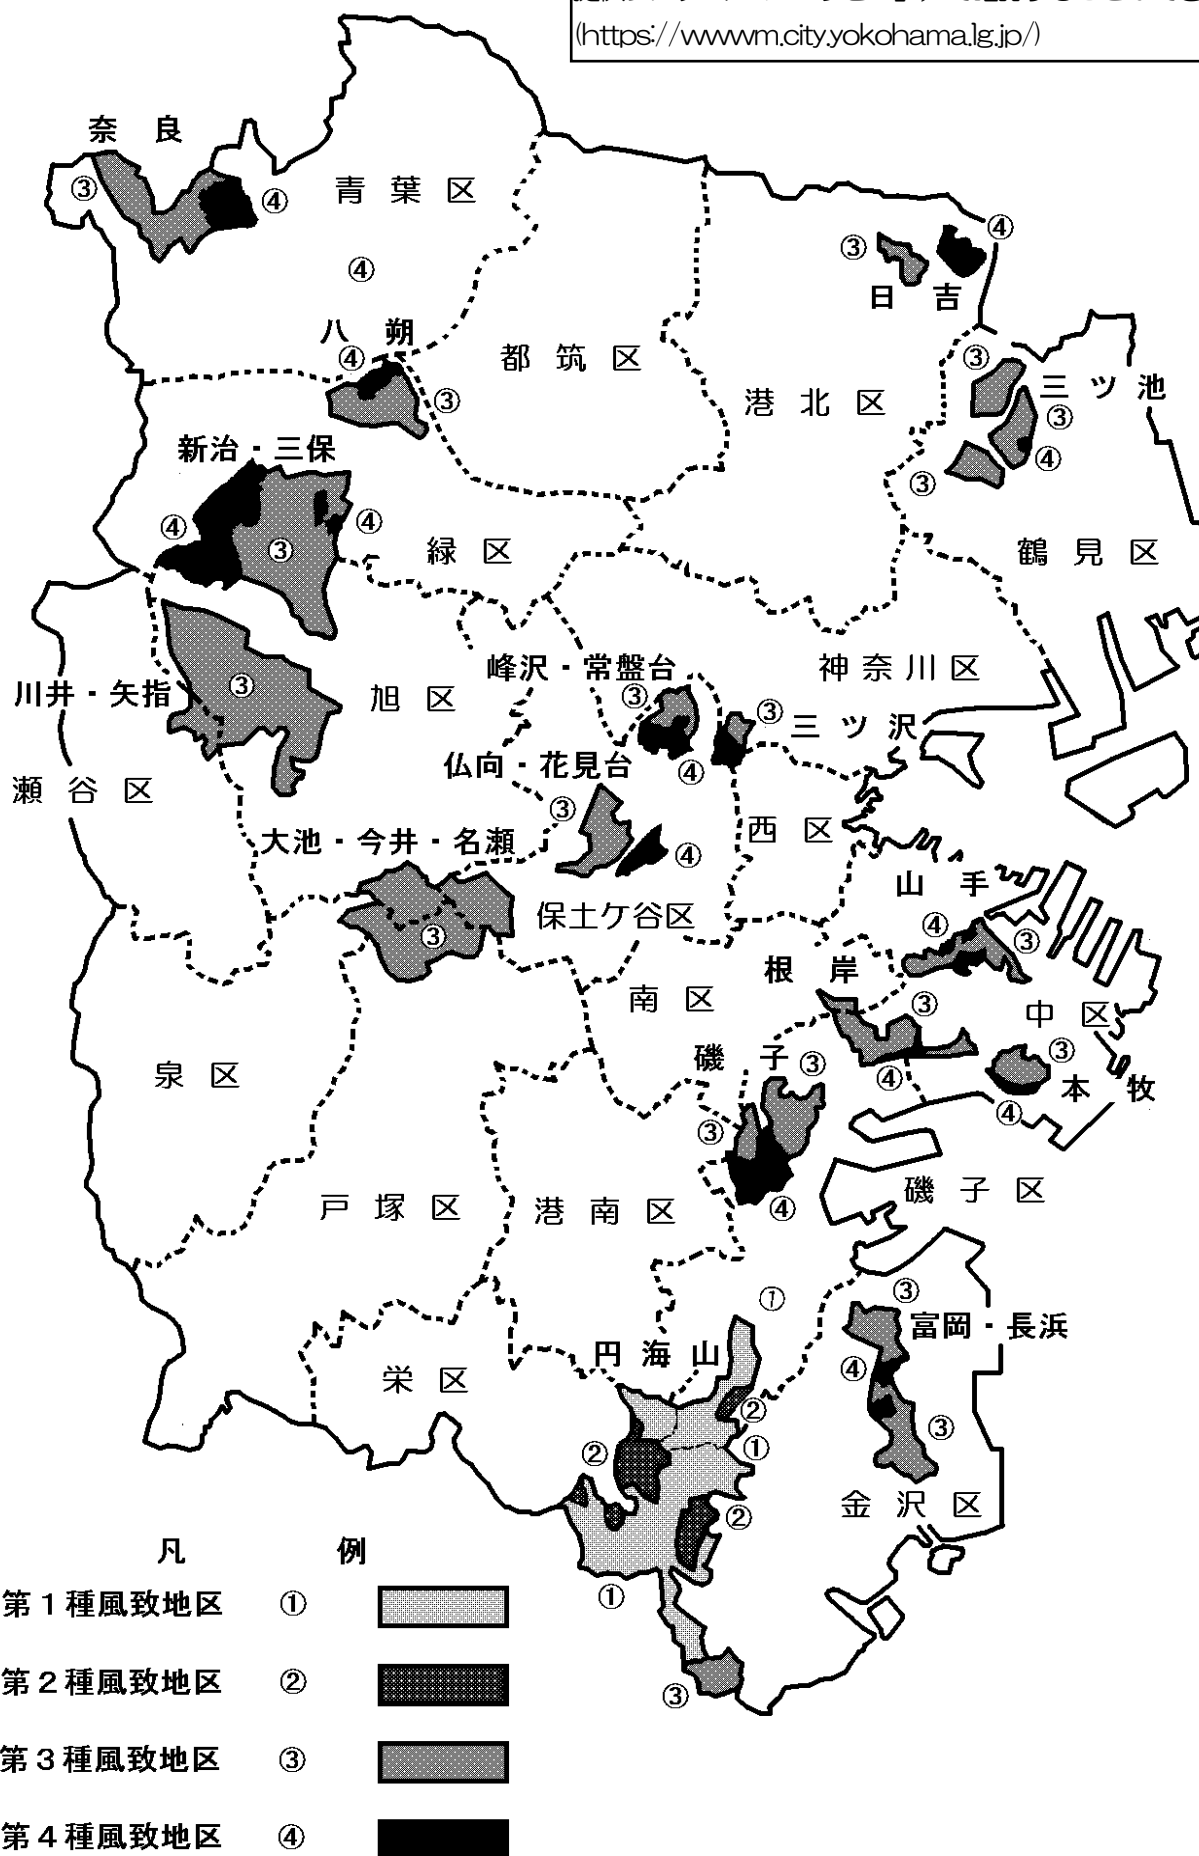 (https://wwwm.city.yokohama.lg.jp/)
奈良
③
④
青葉区
④
③
④
日吉
八朔
④
③
都筑区
港北区
③
三ツ池
③
④
③
新治・三保
④
③
④
緑区
鶴見区
川井・矢指
③
旭区
峰沢・常盤台
③
④
③
三ツ沢
神奈川区
瀬谷区
仏向・花見台
③
④
西区
大池・今井・名瀬
③
保土ケ谷区
山手
④
③
根岸
③
④
南区
中区
③
本牧
④
泉区
磯子
③
③
④
磯子区
戸塚区
港南区
①
円海山
②
①
②
②
①
③
栄区
③
富岡・長浜
④
③
金沢区
凡例
第1種風致地区 ①
第2種風致地区 ②
第3種風致地区 ③
第4種風致地区 ④